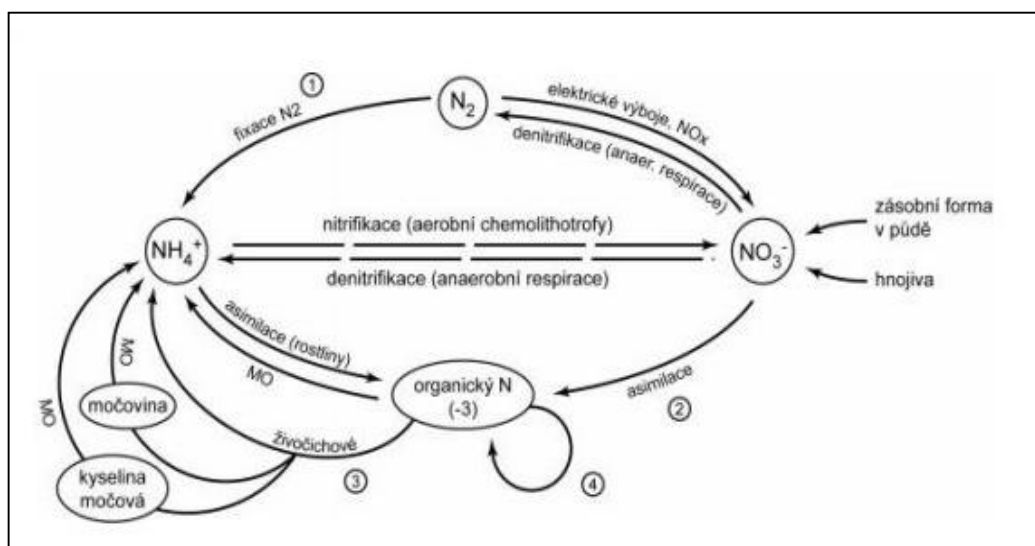 ①
fixace N2
N₂
elektrické výboje, NOx
denitrifikace (anaer. respirace)
NH₄⁺
nitrifikace (aerobní chemolithotrofy)
denitrifikace (anaerobní respirace)
NO₃⁻
zásobní forma
v půdě
hnojiva
asimilace (rostliny)
MO
organický N
(-3)
asimilace
②
MO
močovina
MO
kyselina
močová
živočichové
③
④